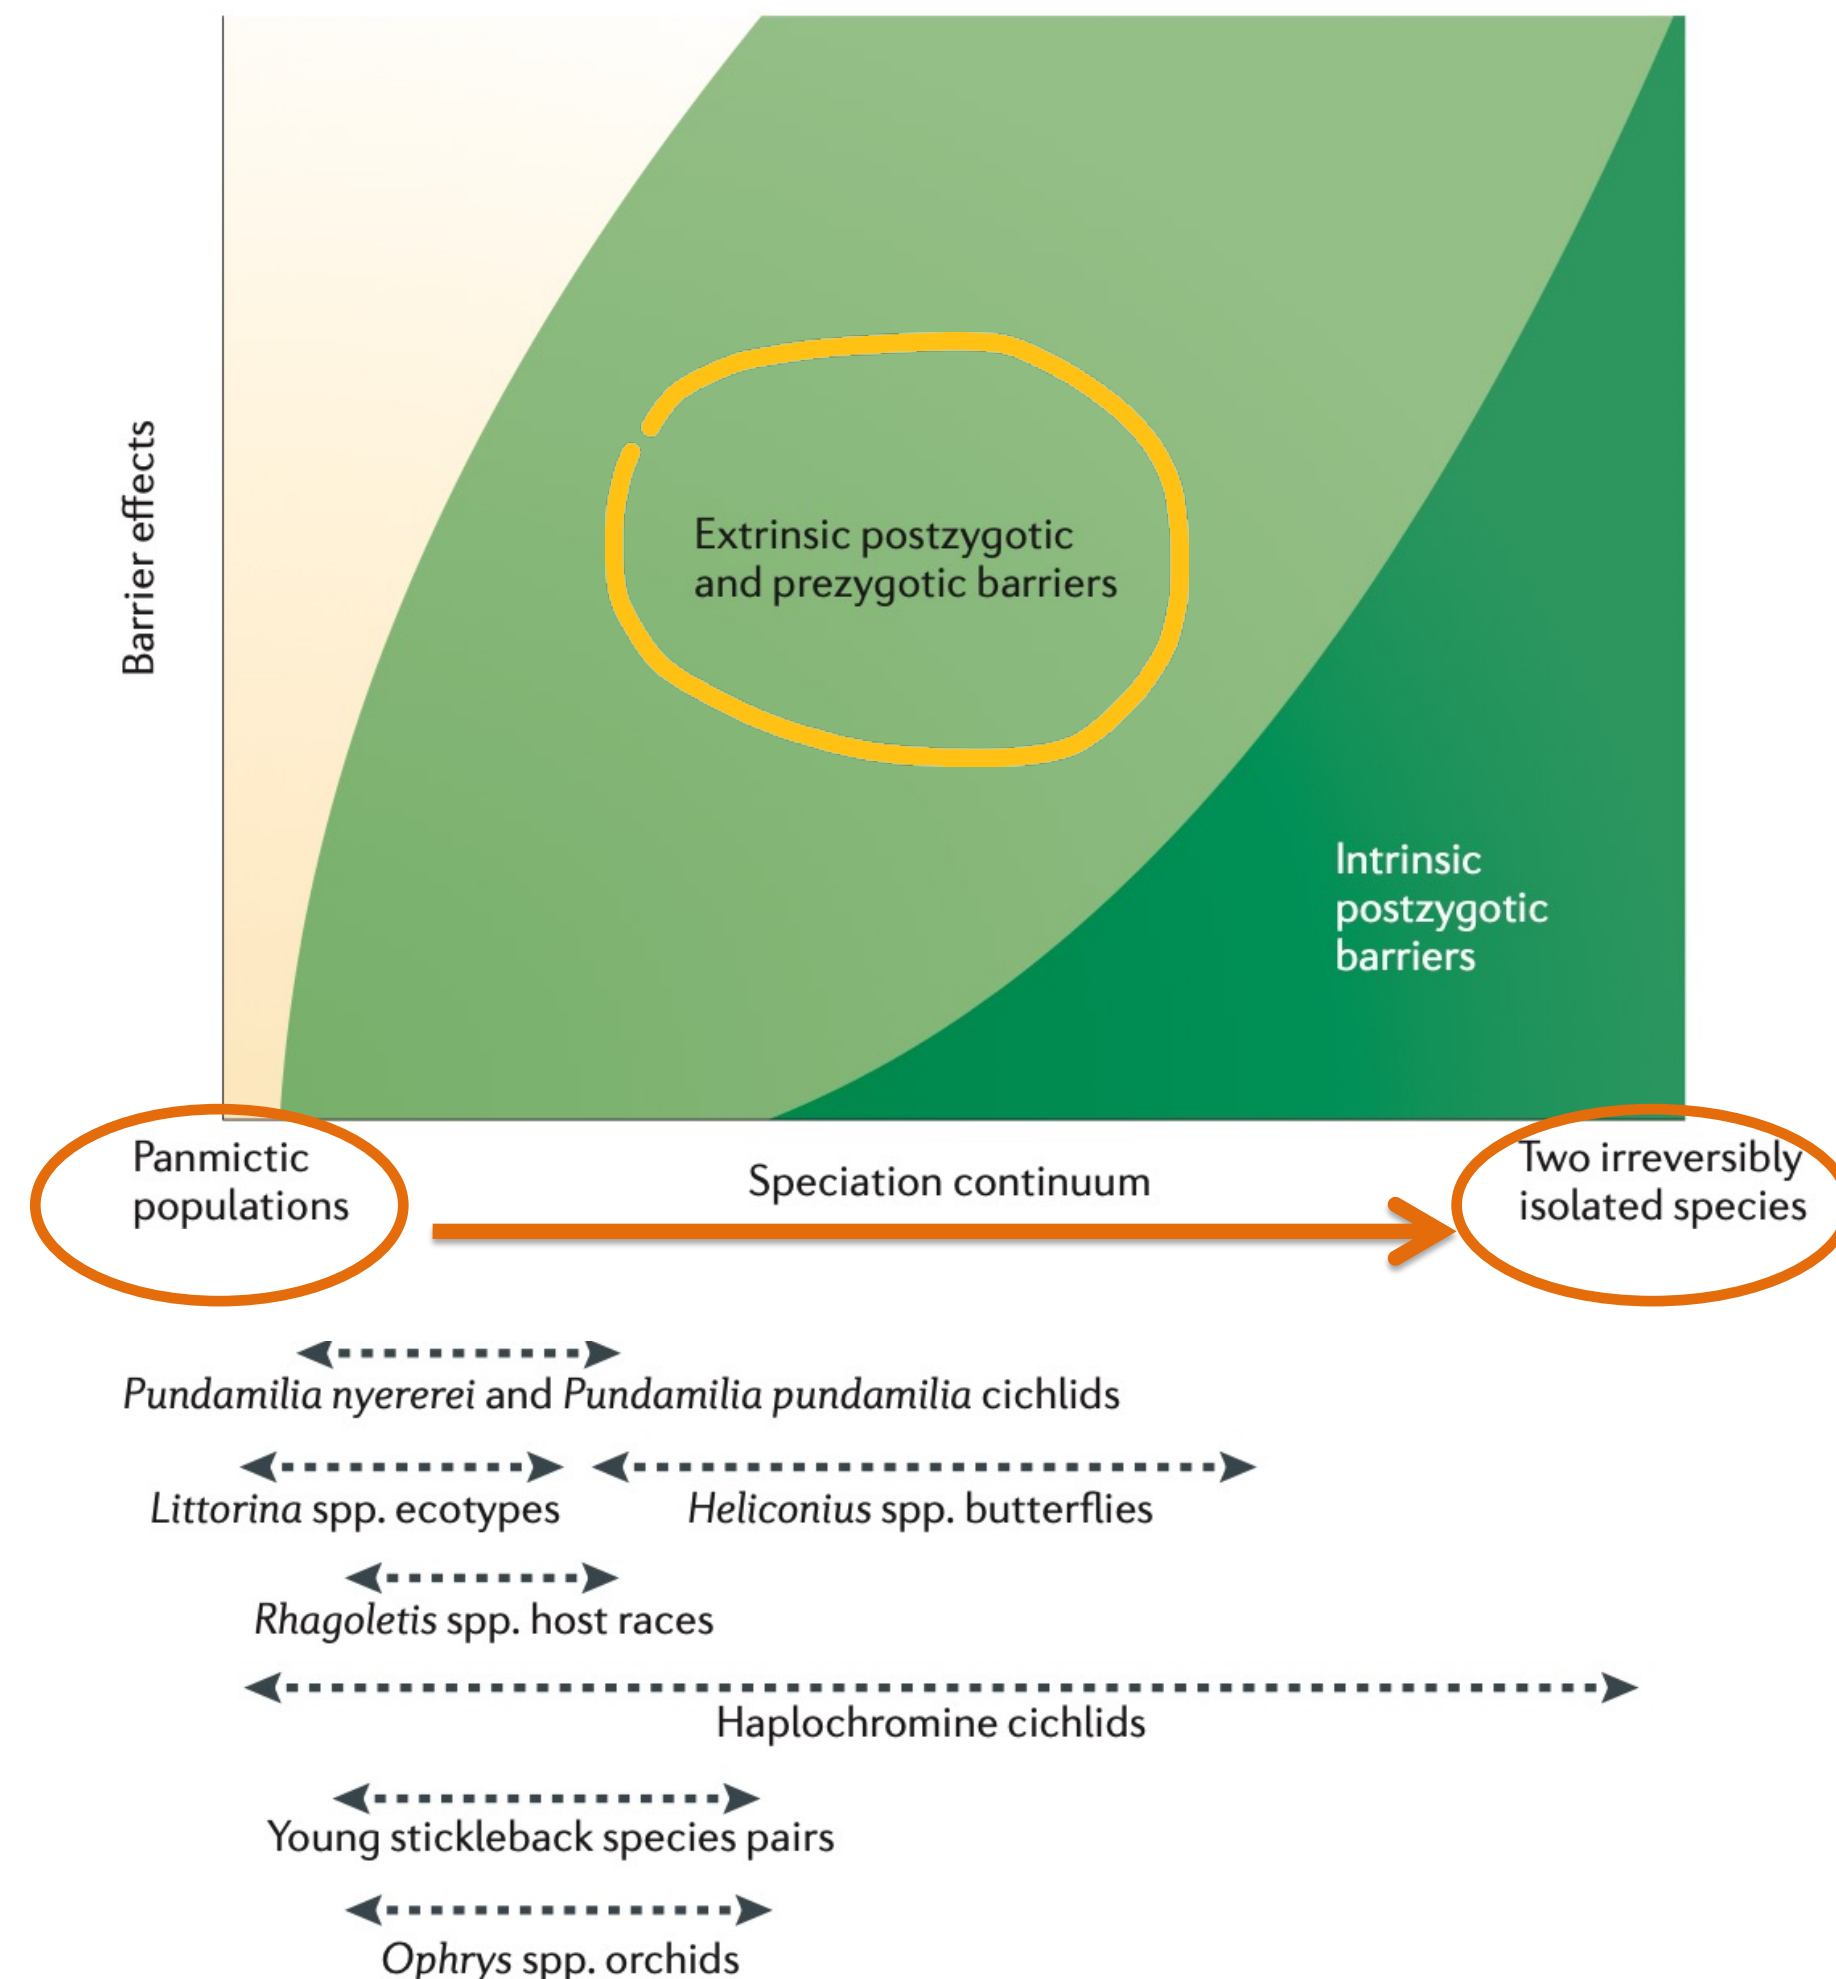 Barrier effects
Extrinsic postzygotic
and prezygotic barriers
Intrinsic
postzygotic
barriers
Panmictic
populations
Speciation continuum
Two irreversibly
isolated species
Pundamilia nyererei and Pundamilia pundamilia cichlids
Littorina spp. ecotypes
Heliconius spp. butterflies
Rhagoletis spp. host races
Haplochromine cichlids
Young stickleback species pairs
Ophrys spp. orchids